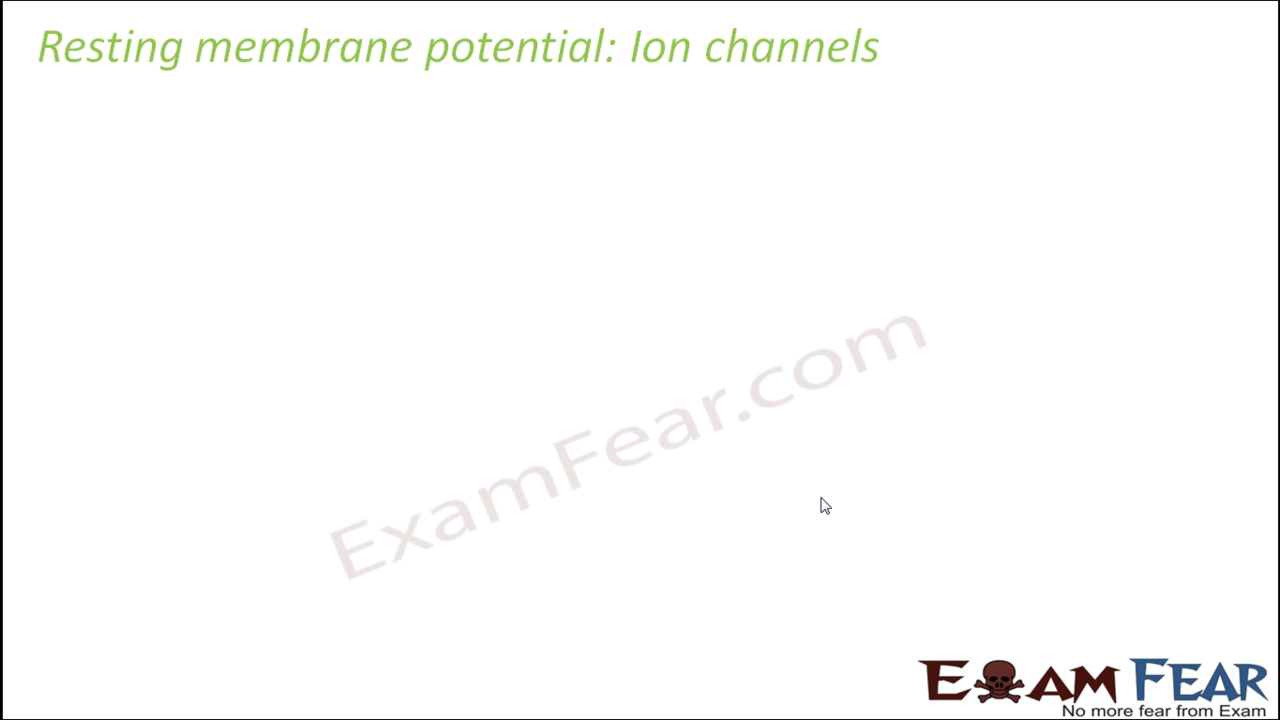 Resting membrane potential: Ion channels
ExamFear.com
EXAM FEAR
No more fear from Exam